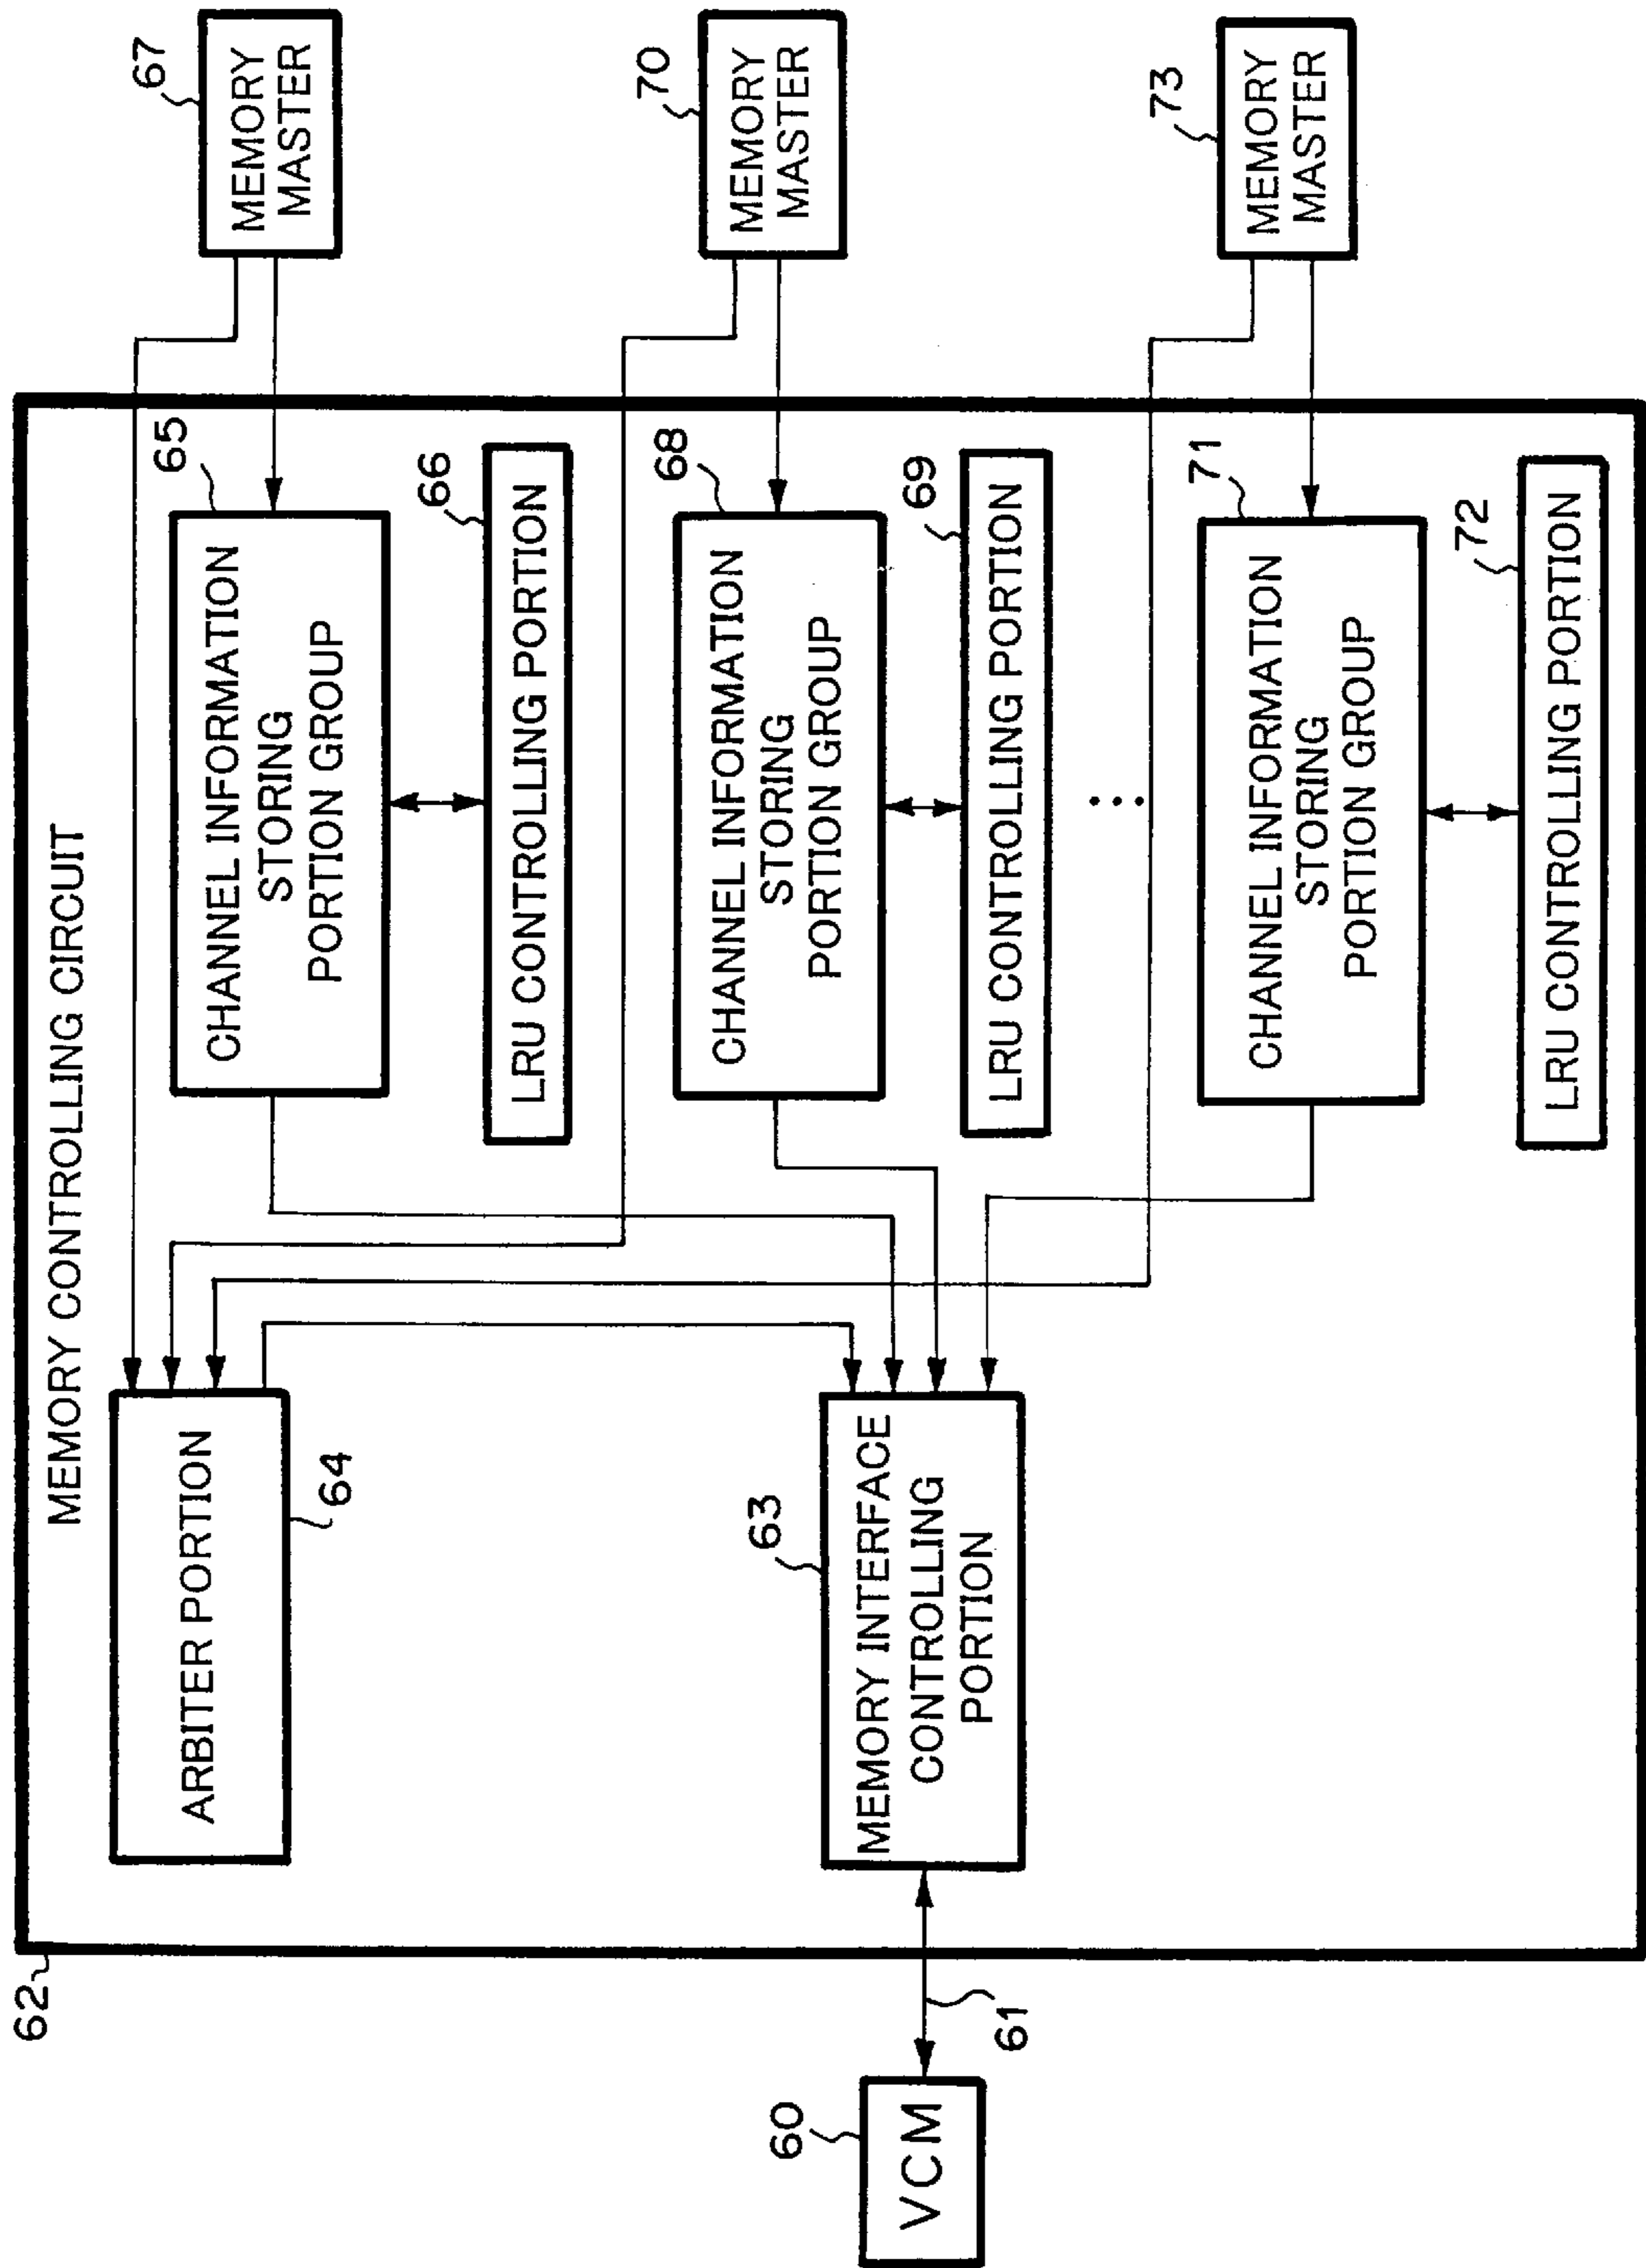 MEMORY CONTROLLING CIRCUIT
62
ARBITER PORTION
64
CHANNEL INFORMATION
STORING
PORTION GROUP
65
LRU CONTROLLING PORTION
66
MEMORY
MASTER
67
VCM
60
61
MEMORY INTERFACE
CONTROLLING
PORTION
63
CHANNEL INFORMATION
STORING
PORTION GROUP
68
LRU CONTROLLING PORTION
69
MEMORY
MASTER
70
CHANNEL INFORMATION
STORING
PORTION GROUP
71
LRU CONTROLLING PORTION
72
MEMORY
MASTER
73